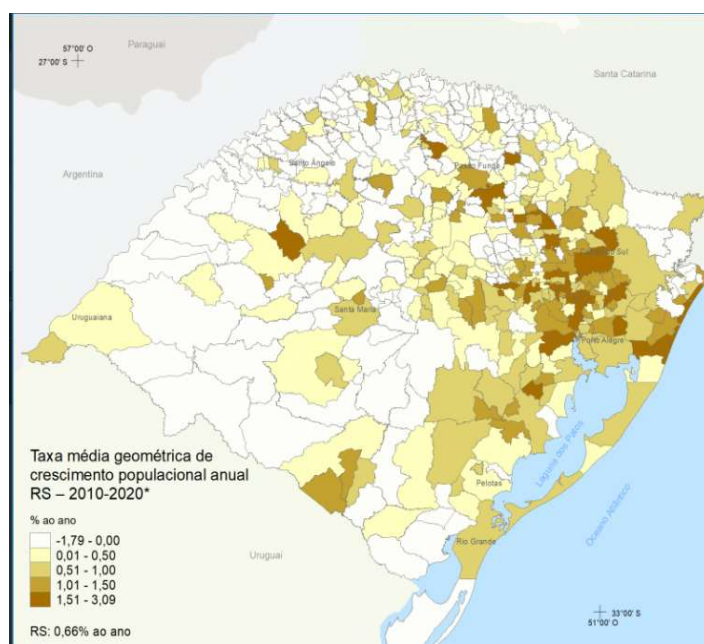 57°00' O
27°00' S
Paraguai
Santa Catarina
Argentina
Santo Ângelo
Passo Fundo
Sul
Santa Maria
Uruguaiana
Porto Alegre
Lagoa dos Patos
Pelotas
Oceano Atlântico
Rio Grande
Uruguai
33°00' S
51°00' O
Taxa média geométrica de
crescimento populacional anual
RS – 2010-2020*
% ao ano
-1,79 - 0,00
0,01 - 0,50
0,51 - 1,00
1,01 - 1,50
1,51 - 3,09
RS: 0,66% ao ano